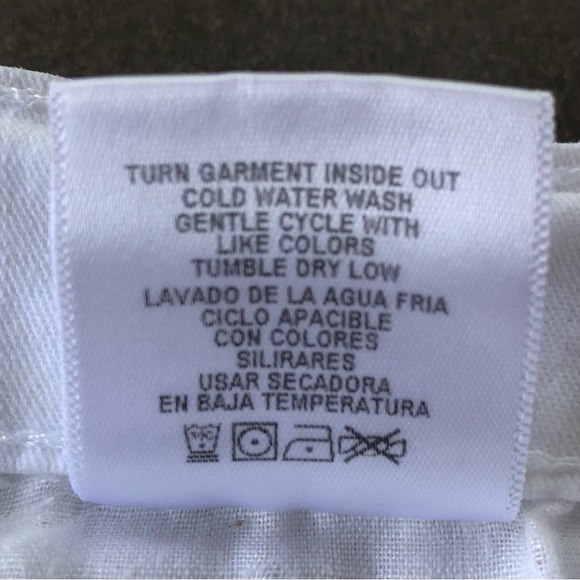 TURN GARMENT INSIDE OUT
COLD WATER WASH
GENTLE CYCLE WITH
LIKE COLORS
TUMBLE DRY LOW
LAVADO DE LA AGUA FRIA
CICLO APACIBLE
CON COLORES
SILIRARES
USAR SECADORA
EN BAJA TEMPERATURA